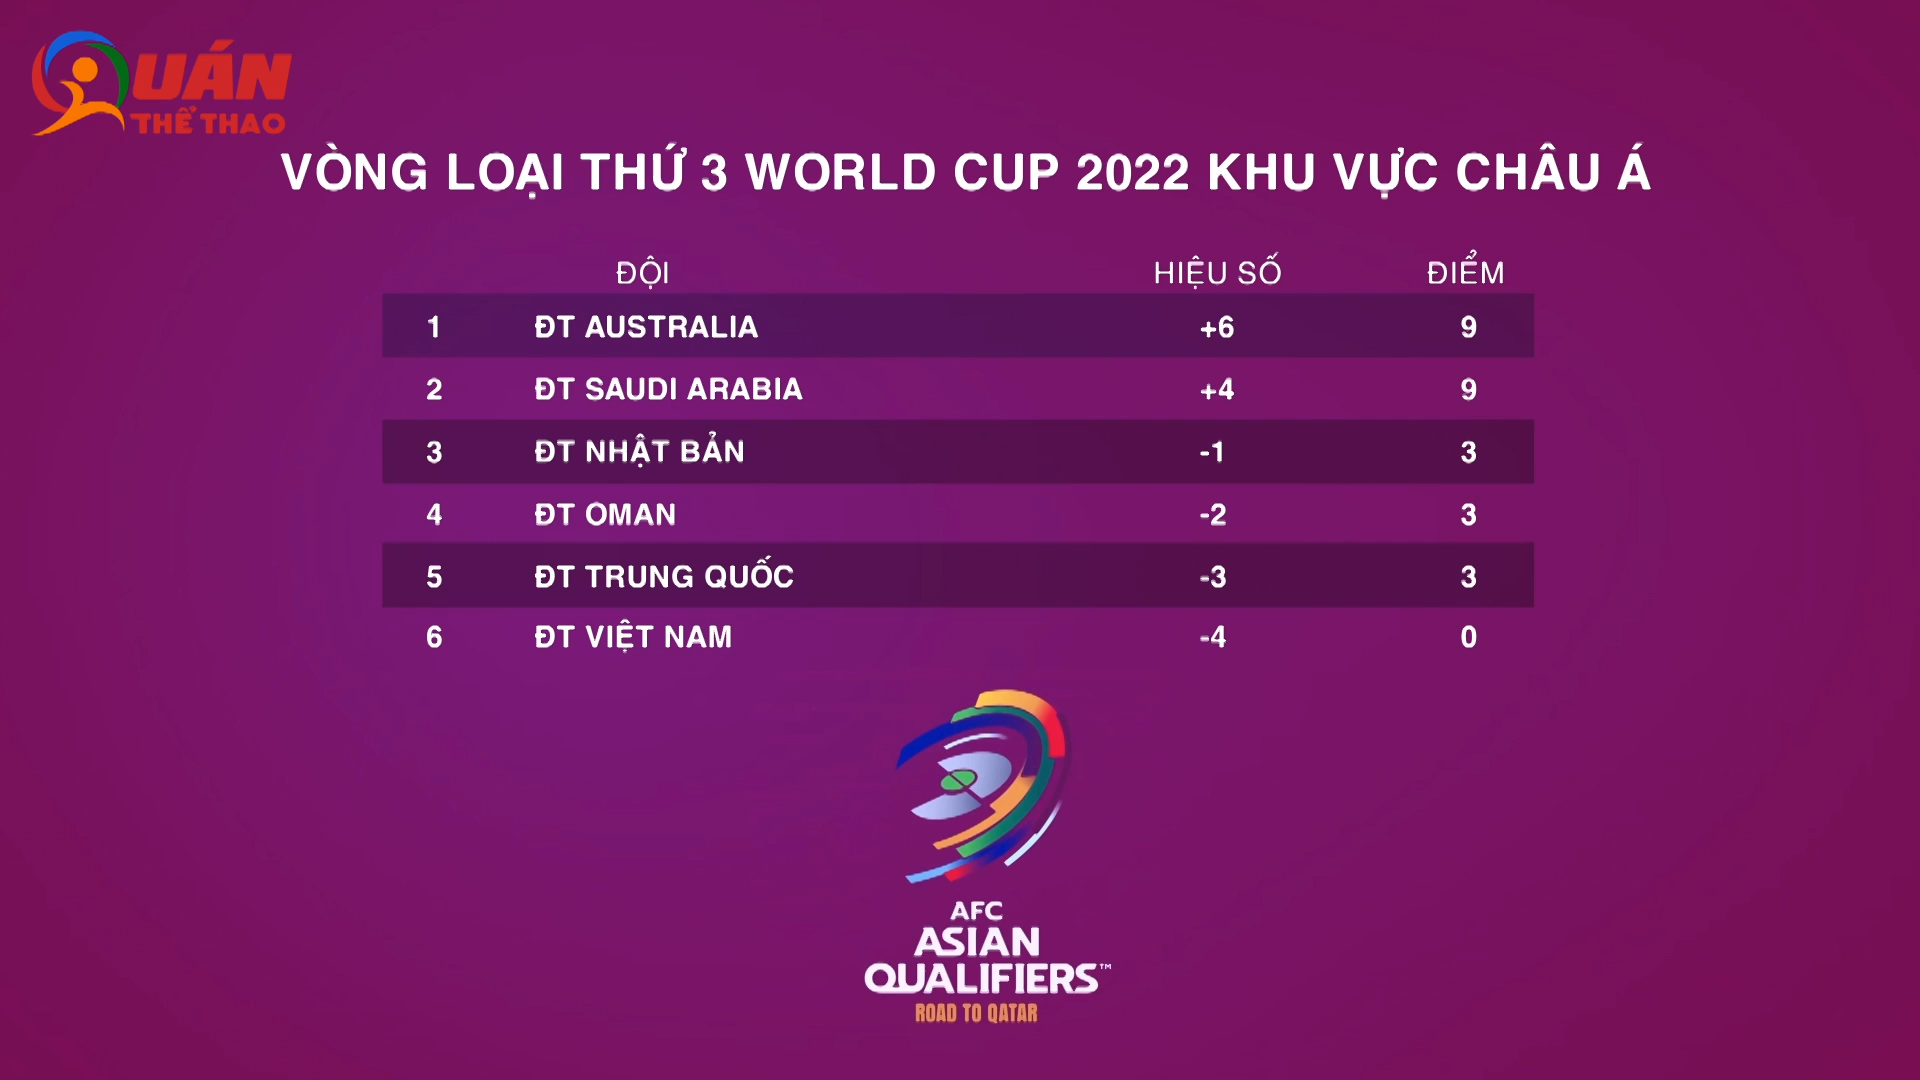 QUÁN
THỂ THAO
VÒNG LOẠI THỨ 3 WORLD CUP 2022 KHU VỰC CHÂU Á
ĐỘI HIỆU SỐ ĐIỂM
1 ĐT AUSTRALIA +6 9
2 ĐT SAUDI ARABIA +4 9
3 ĐT NHẬT BẢN -1 3
4 ĐT OMAN -2 3
5 ĐT TRUNG QUỐC -3 3
6 ĐT VIỆT NAM -4 0
AFC
ASIAN
QUALIFIERS™
ROAD TO QATAR